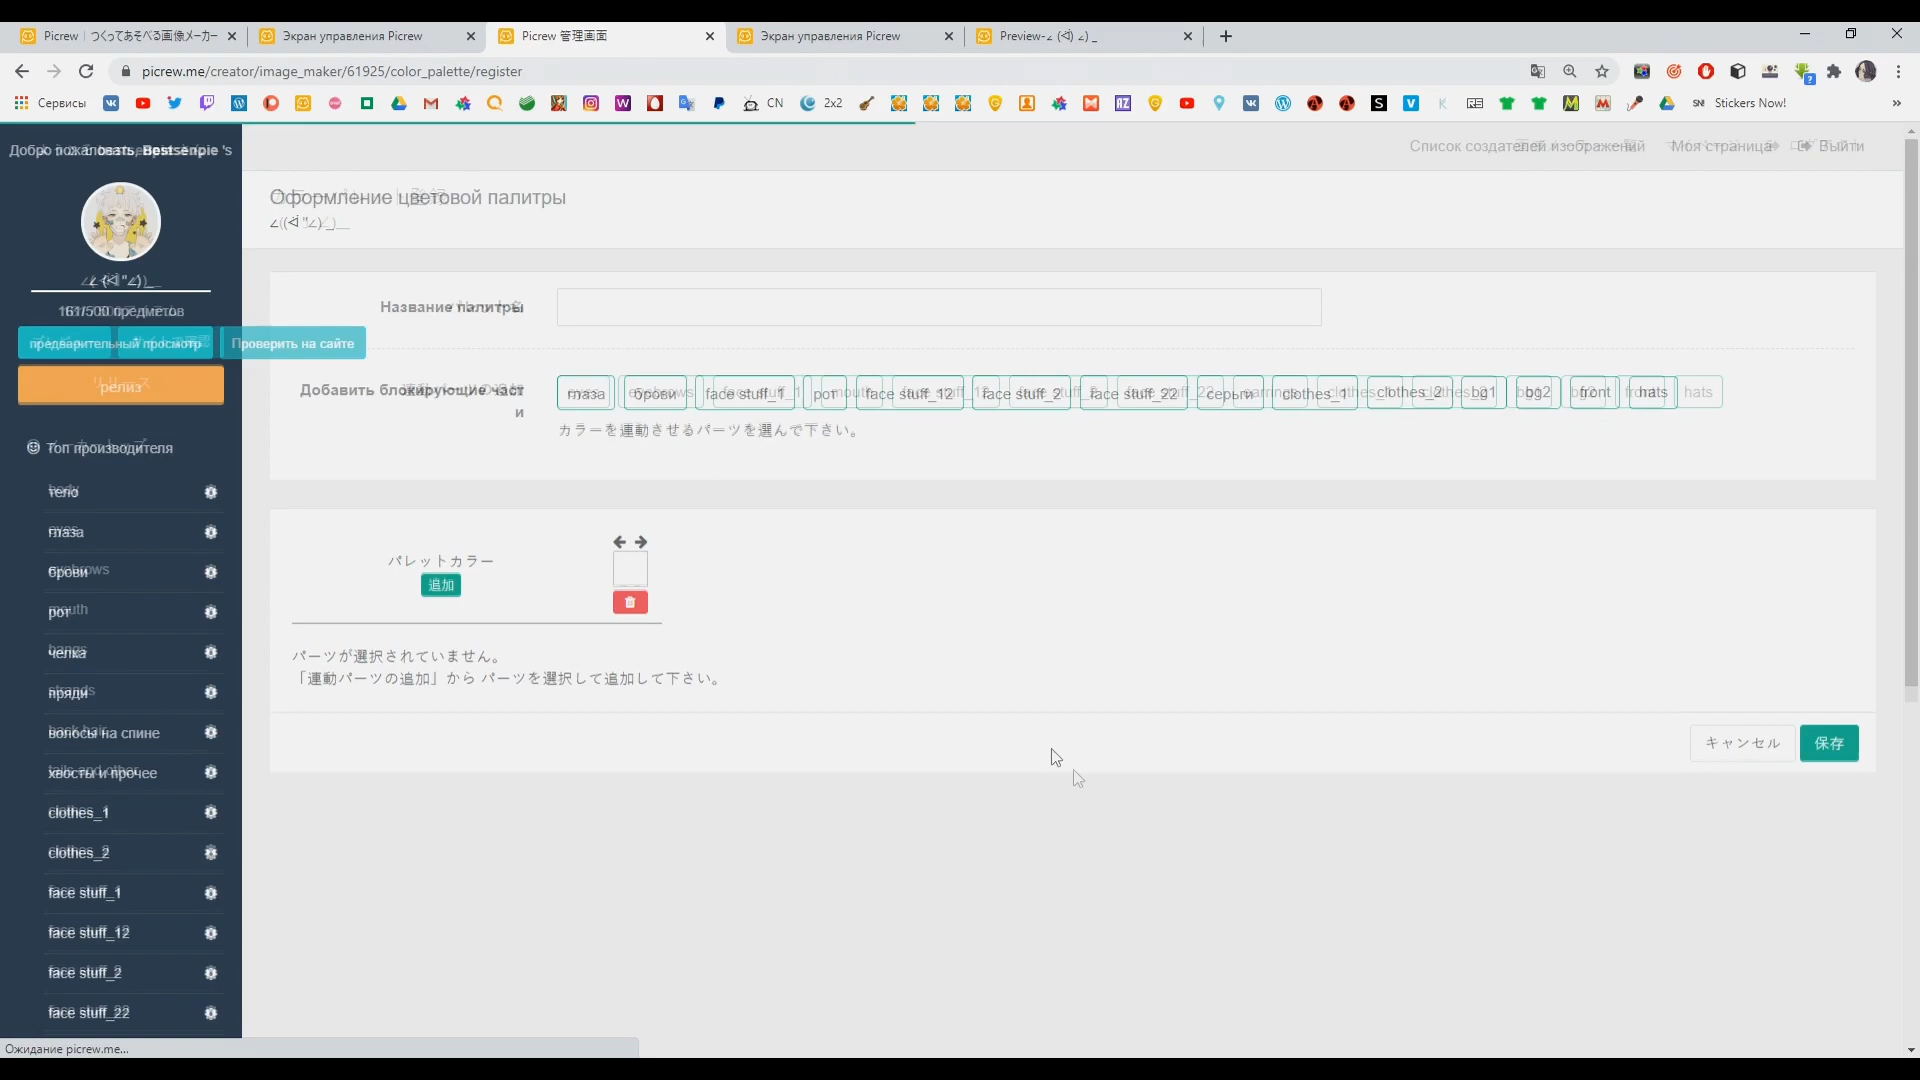 Picrew | つくってあそべる画像メーカー
Экран управления Picrew
Picrew 管理画面
Экран управления Picrew
Preview-∠ (ᐛ) ∠) _
picrew.me/creator/image_maker/61925/color_palette/register
Сервисы
CN
2x2
Stickers Now!
Добро пожаловать, Bestsenpie 's
Список создателей изображений
Моя страница
Выйти
Оформление цветовой палитры
161/500 предметов
предварительный просмотр
Проверить на сайте
релиз
Название палитры
Добавить блокирующие част
и
глаза
брови
face stuff_1
рот
face stuff_12
face stuff_2
face stuff_22
серьги
clothes_1
clothes_2
bg1
bg2
front
hats
hats
カラーを連動させるパーツを選んで下さい。
Топ производителя
тело
глаза
брови
рот
челка
пряди
волосы на спине
хвосты и прочее
clothes_1
clothes_2
face stuff_1
face stuff_12
face stuff_2
face stuff_22
パレットカラー
追加
パーツが選択されていません。
「連動パーツの追加」から パーツを選択して追加して下さい。
キャンセル
保存
Ожидание picrew.me...